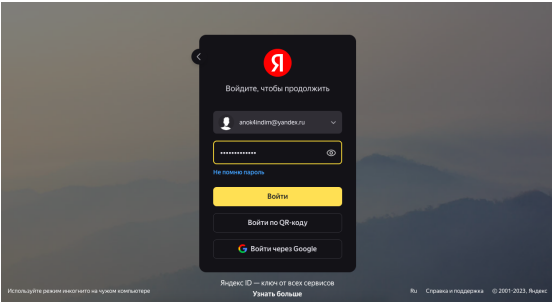 Я
Войдите, чтобы продолжить
anok4indim@yandex.ru
•••••••••••••
Не помню пароль
Войти
Войти по QR-коду
Войти через Google
Яндекс ID — ключ от всех сервисов
Узнать больше
Используйте режим инкогнито на чужом компьютере
Ru Справка и поддержка © 2001-2023, Яндекс